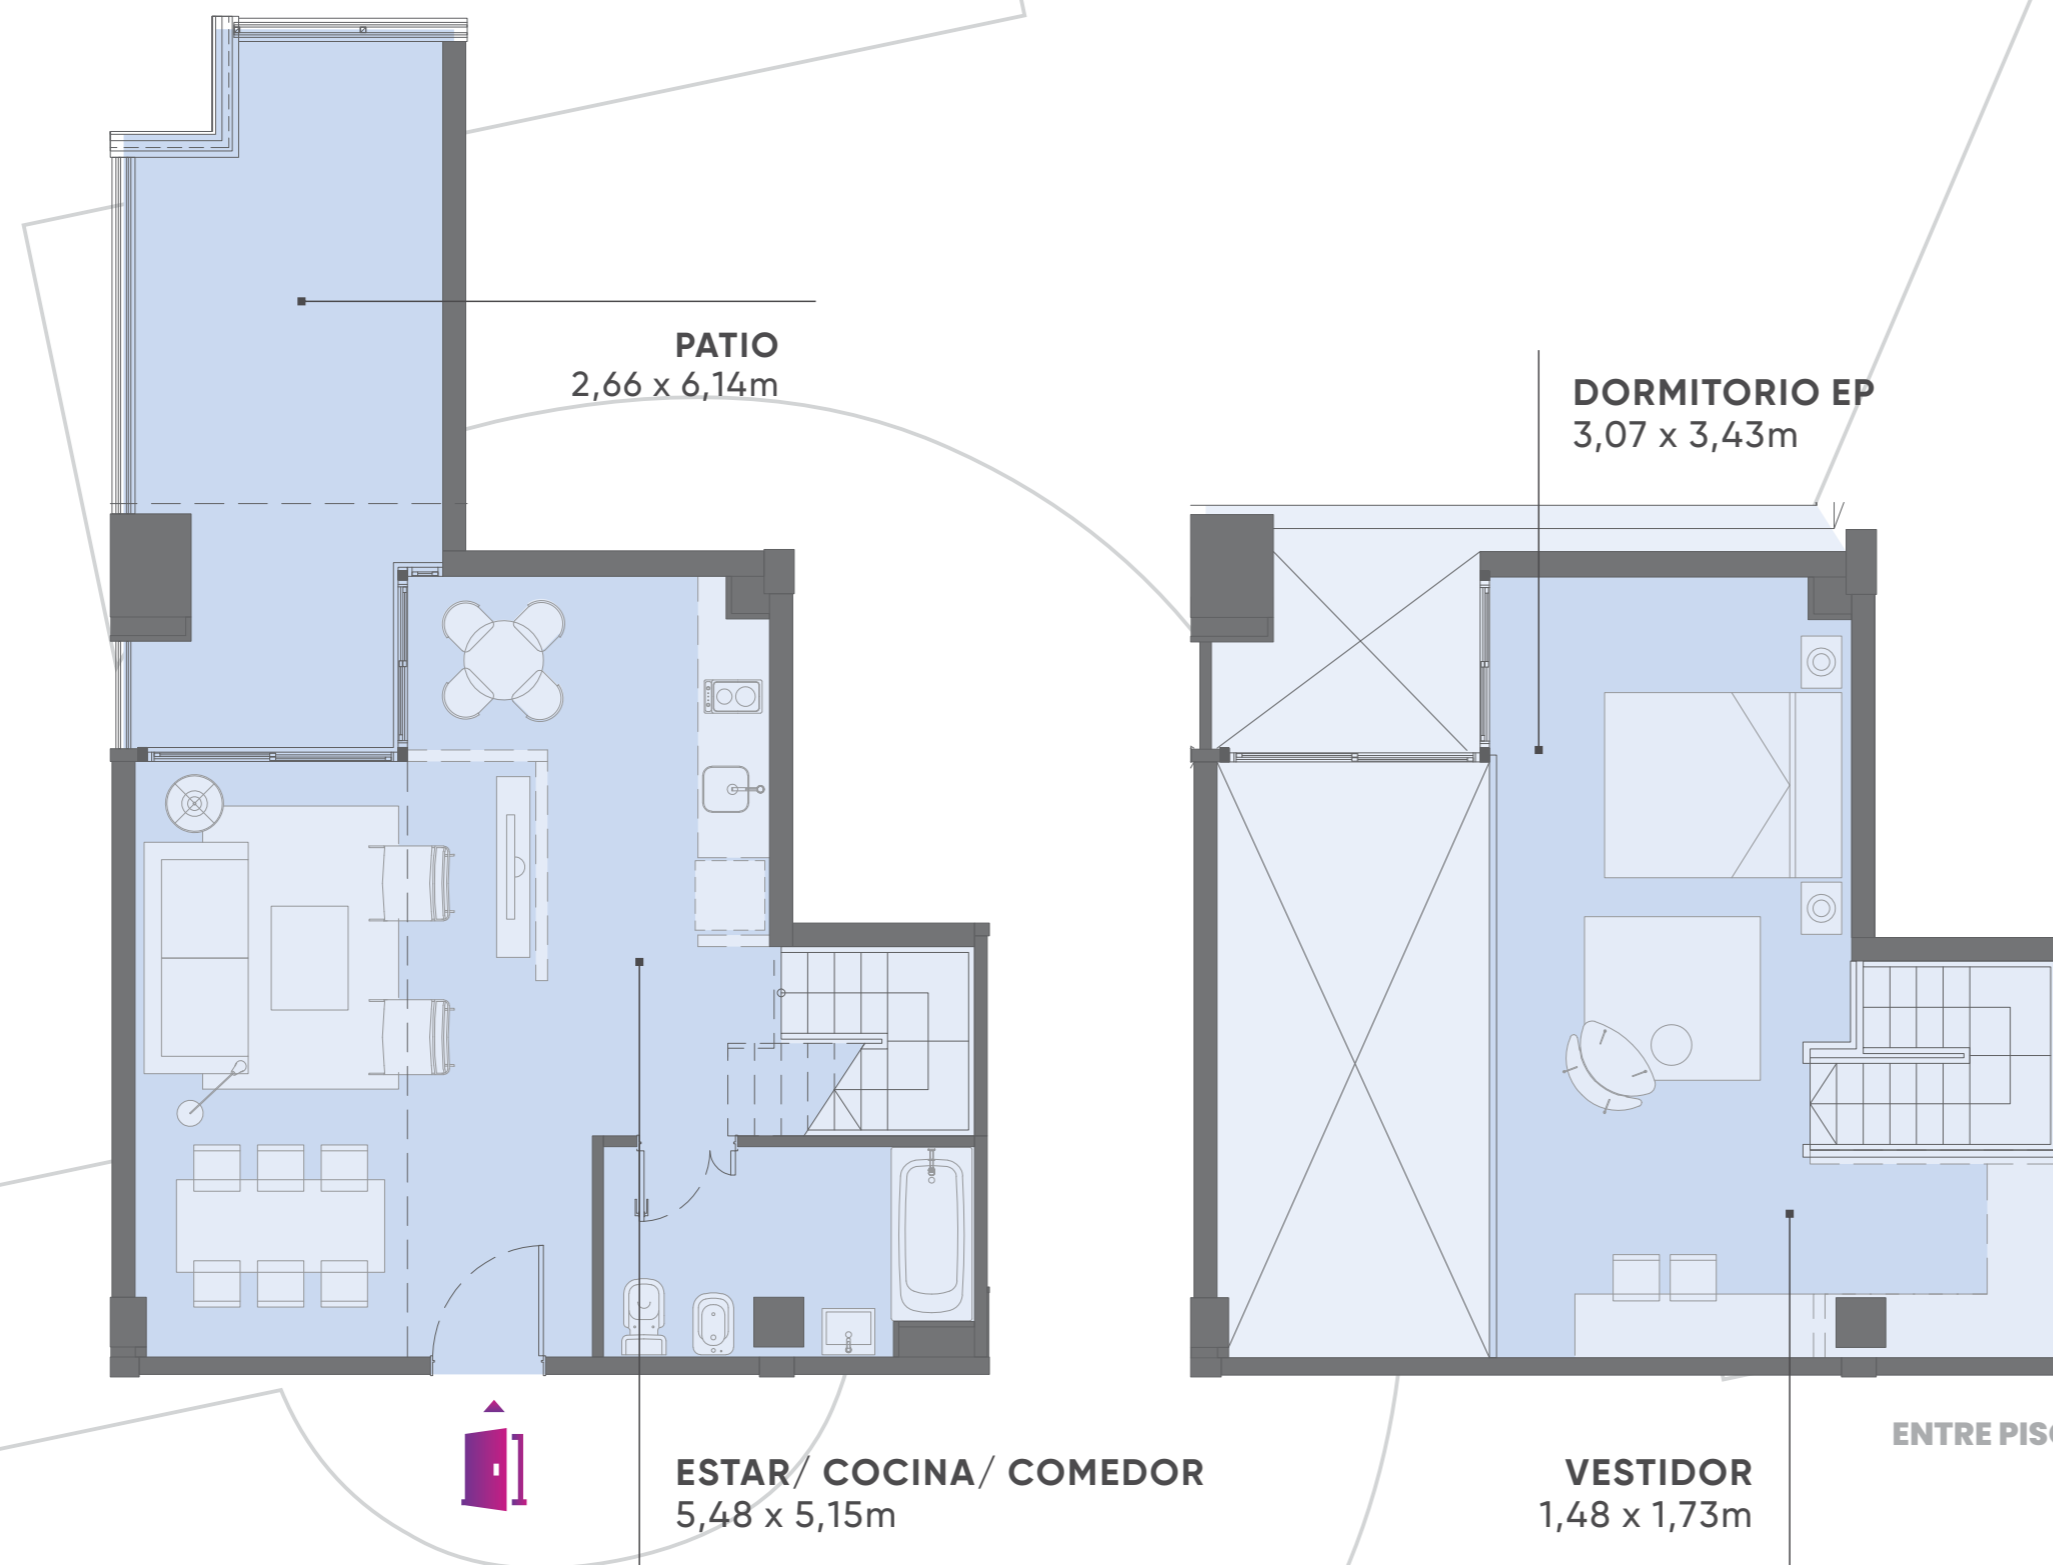 PATIO
2,66 x 6,14m
DORMITORIO EP
3,07 x 3,43m
ESTAR/ COCINA/ COMEDOR
5,48 x 5,15m
VESTIDOR
1,48 x 1,73m
ENTRE